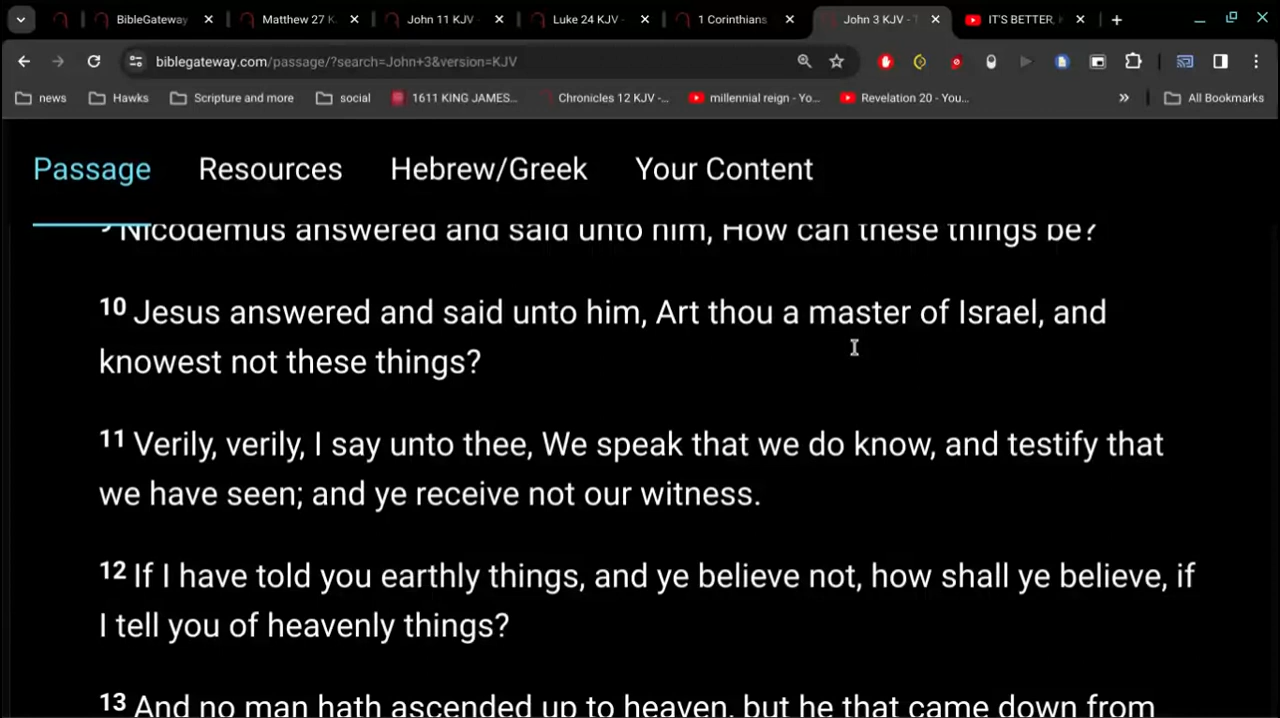 BibleGateway
Matthew 27 K
John 11 KJV -
Luke 24 KJV -
1 Corinthians
John 3 KJV - T
IT'S BETTER,
biblegateway.com/passage/?search=John+3&version=KJV
news
Hawks
Scripture and more
social
1611 KING JAMES...
Chronicles 12 KJV -...
millennial reign - Yo...
Revelation 20 - You...
All Bookmarks
Passage
Resources
Hebrew/Greek
Your Content
9 Nicodemus answered and said unto him, How can these things be?
10 Jesus answered and said unto him, Art thou a master of Israel, and
knowest not these things?
11 Verily, verily, I say unto thee, We speak that we do know, and testify that
we have seen; and ye receive not our witness.
12 If I have told you earthly things, and ye believe not, how shall ye believe, if
I tell you of heavenly things?
13 And no man hath ascended up to heaven, but he that came down from